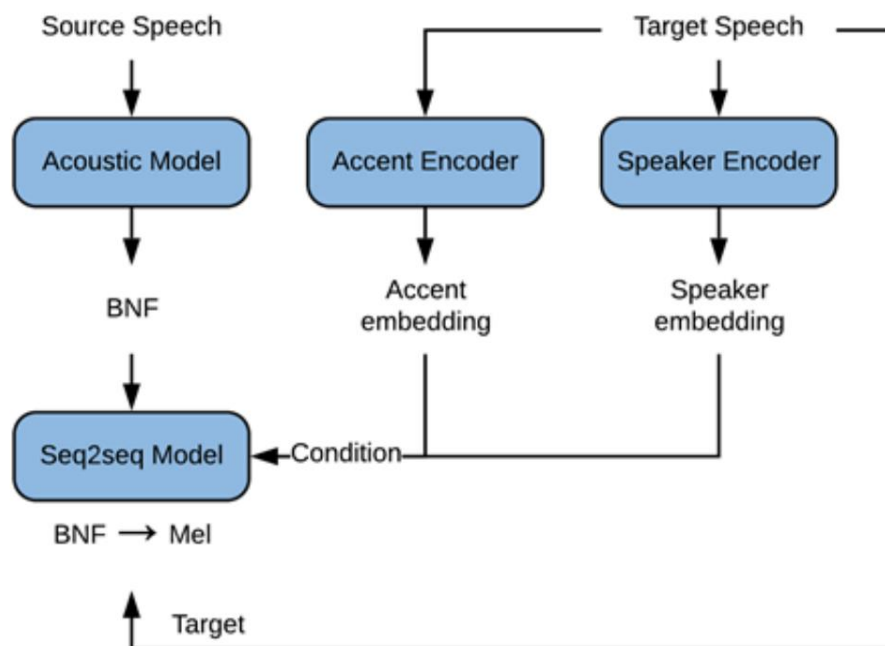 Source Speech
Target Speech
Acoustic Model
Accent Encoder
Speaker Encoder
BNF
Accent
embedding
Speaker
embedding
Seq2seq Model
Condition
BNF → Mel
Target